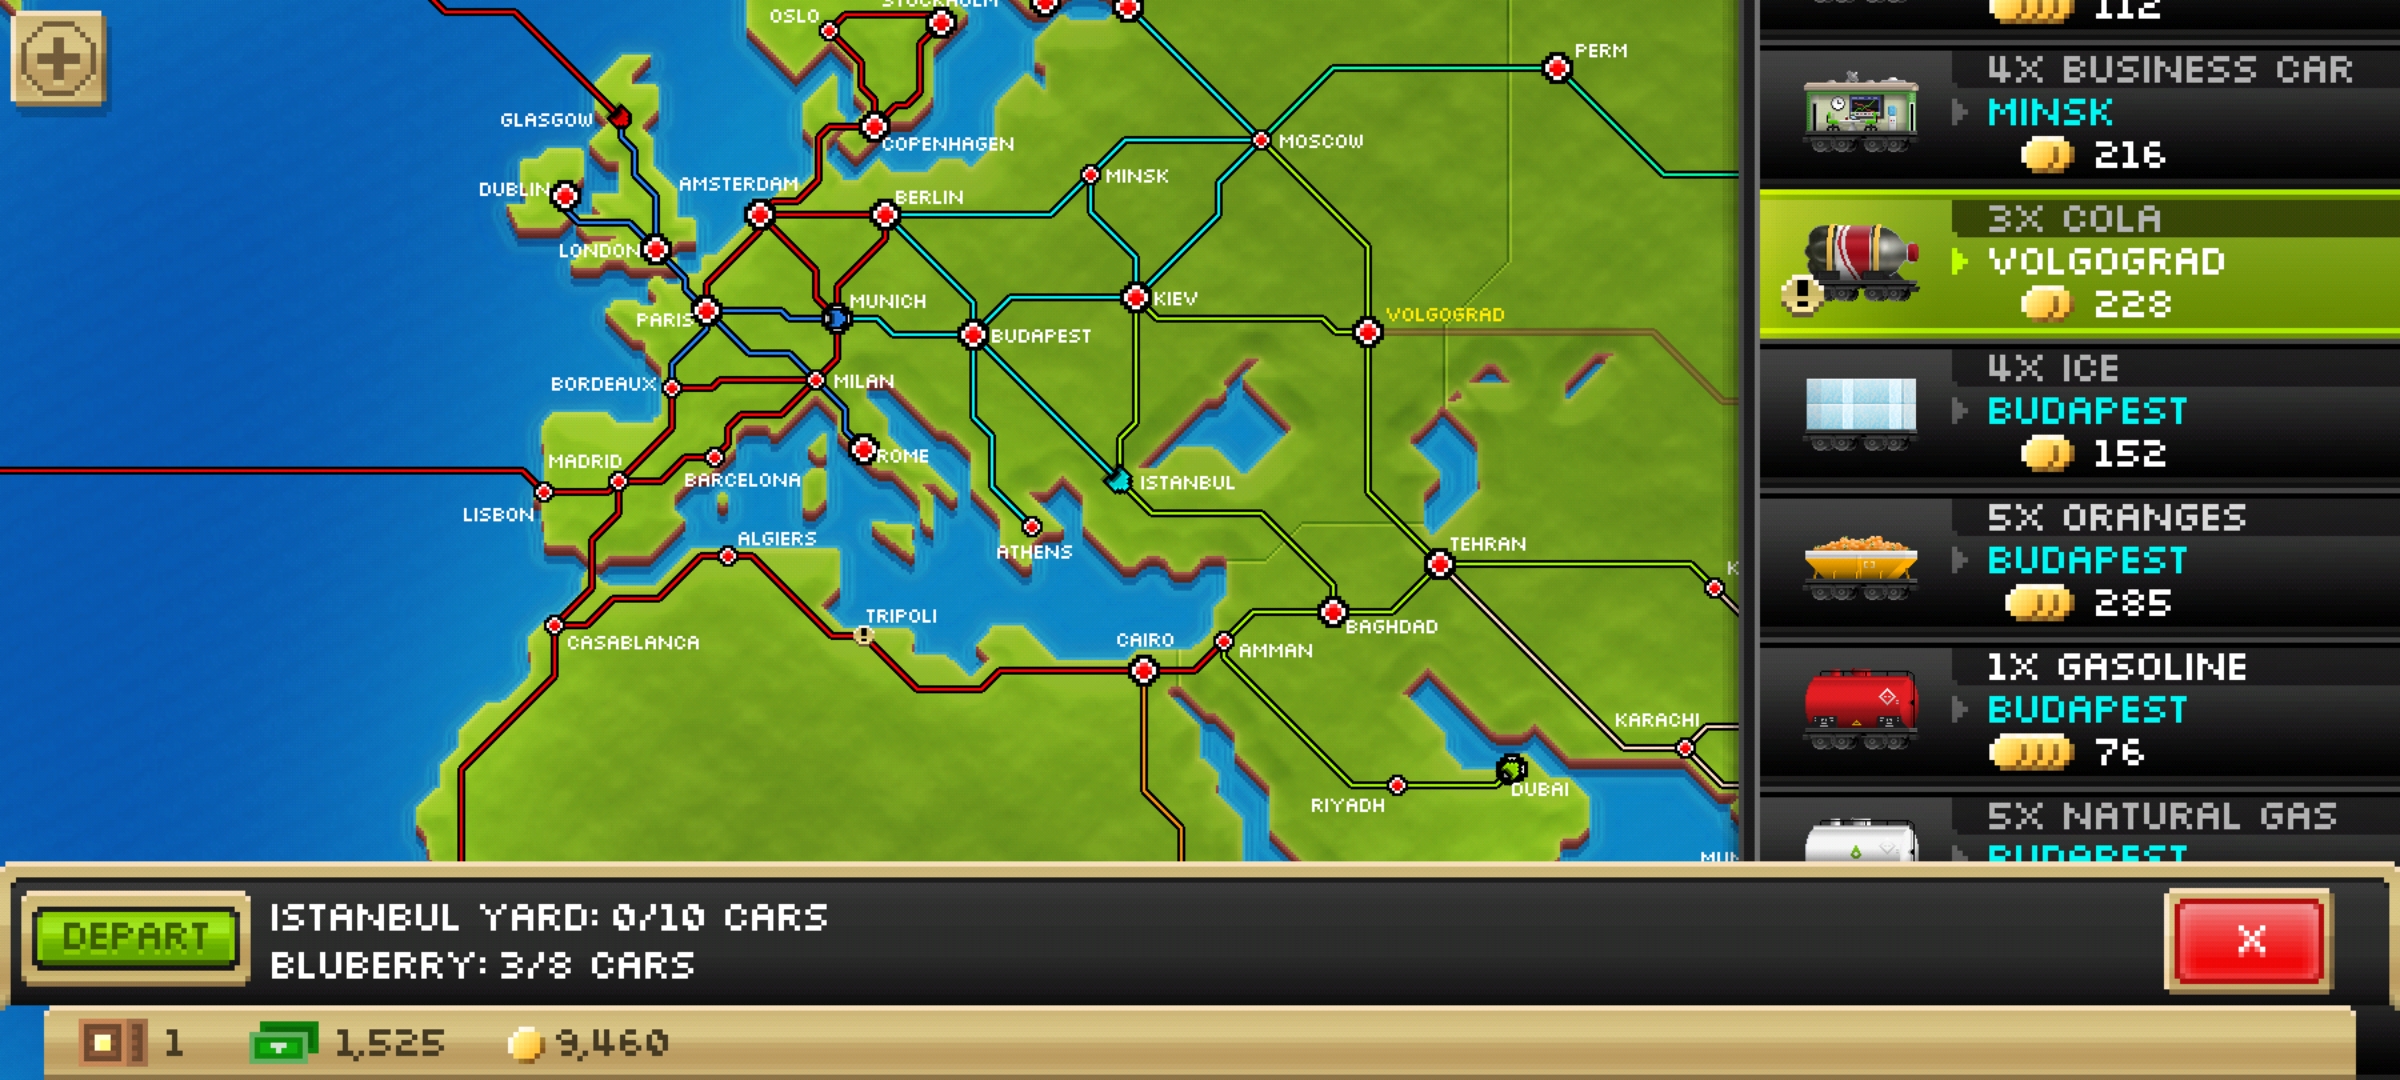 OSLO
STOCKHOLM
PERM
GLASGOW
COPENHAGEN
MOSCOW
DUBLIN
AMSTERDAM
BERLIN
MINSK
LONDON
PARIS
MUNICH
BUDAPEST
KIEV
VOLGOGRAD
BORDEAUX
MILAN
MADRID
BARCELONA
ROME
ISTANBUL
LISBON
ALGIERS
ATHENS
TEHRAN
K
TRIPOLI
CASABLANCA
CAIRO
AMMAN
BAGHDAD
KARACHI
RIYADH
DUBAI
MUN
112
4X BUSINESS CAR
MINSK
216
3X COLA
VOLGOGRAD
228
4X ICE
BUDAPEST
152
5X ORANGES
BUDAPEST
285
1X GASOLINE
BUDAPEST
76
5X NATURAL GAS
BUDAPEST
DEPART
ISTANBUL YARD: 0/10 CARS
BLUBERRY: 3/8 CARS
X
1
1,525
9,460